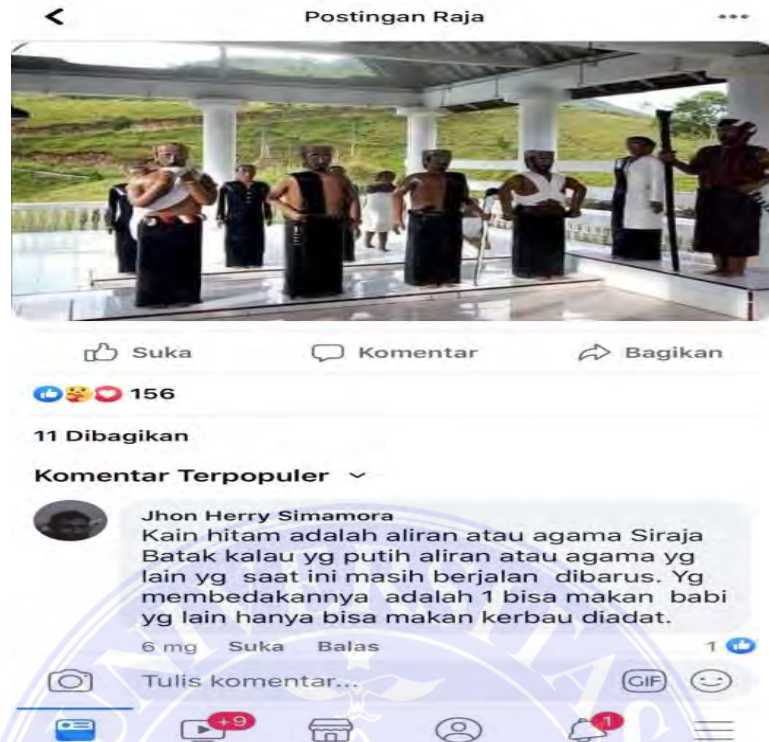 Postingan Raja
Suka Komentar Bagikan
156
11 Dibagikan
Komentar Terpopuler
Jhon Herry Simamora
Kain hitam adalah aliran atau agama Siraja
Batak kalau yg putih aliran atau agama yg
lain yg saat ini masih berjalan dibarus. Yg
membedakannya adalah 1 bisa makan babi
yg lain hanya bisa makan kerbau diadat.
6 mg Suka Balas 1
Tulis komentar... GIF
+9 1
UNIVERSITAS